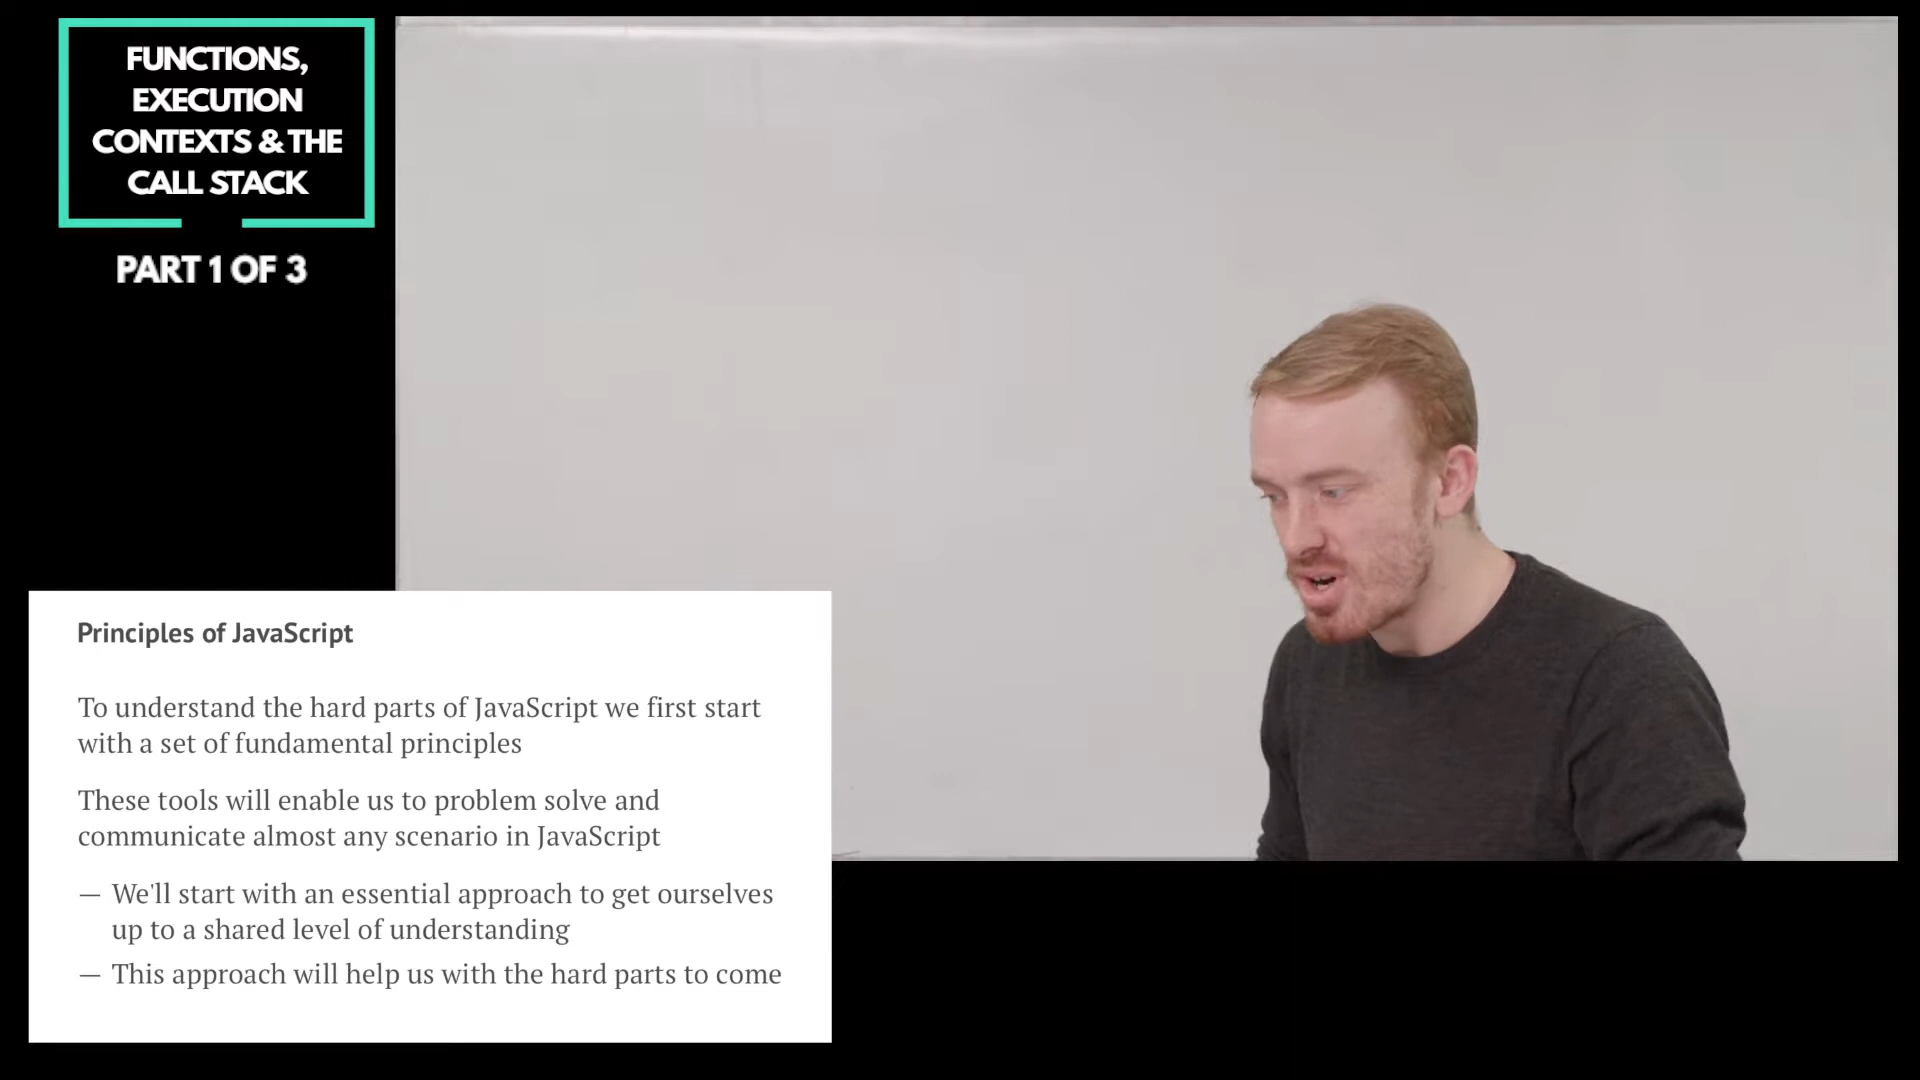 FUNCTIONS,
EXECUTION
CONTEXTS & THE
CALL STACK
PART 1 OF 3
Principles of JavaScript
To understand the hard parts of JavaScript we first start
with a set of fundamental principles
These tools will enable us to problem solve and
communicate almost any scenario in JavaScript
— We'll start with an essential approach to get ourselves
up to a shared level of understanding
— This approach will help us with the hard parts to come